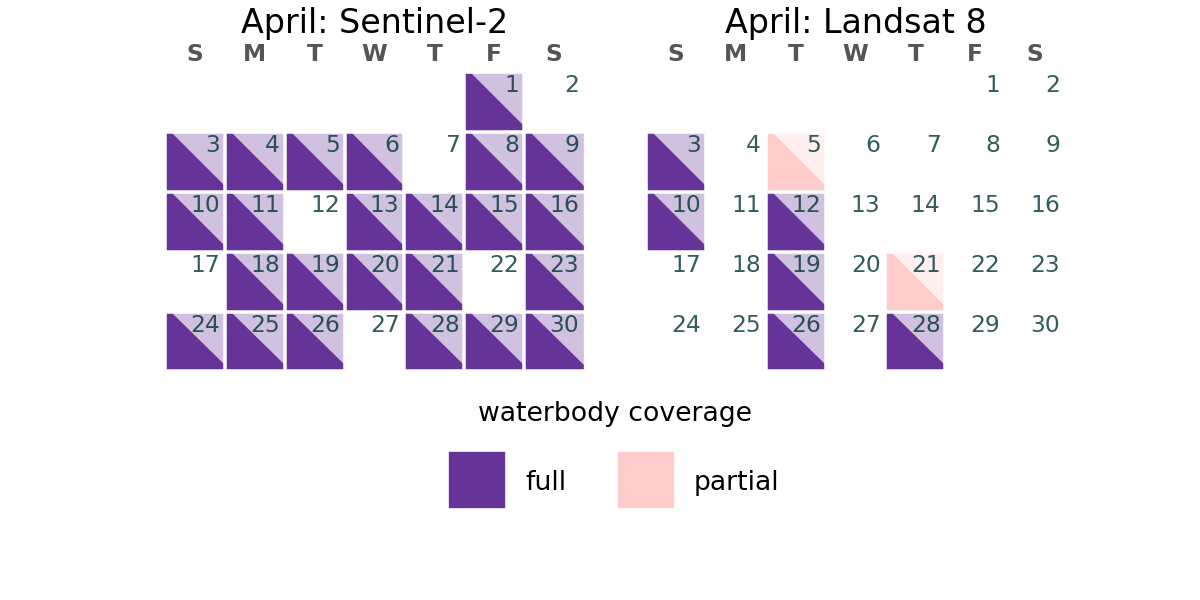 April: Sentinel-2
S M T W T F S
1 2
3 4 5 6 7 8 9
10 11 12 13 14 15 16
17 18 19 20 21 22 23
24 25 26 27 28 29 30
April: Landsat 8
S M T W T F S
1 2
3 4 5 6 7 8 9
10 11 12 13 14 15 16
17 18 19 20 21 22 23
24 25 26 27 28 29 30
waterbody coverage
full
partial